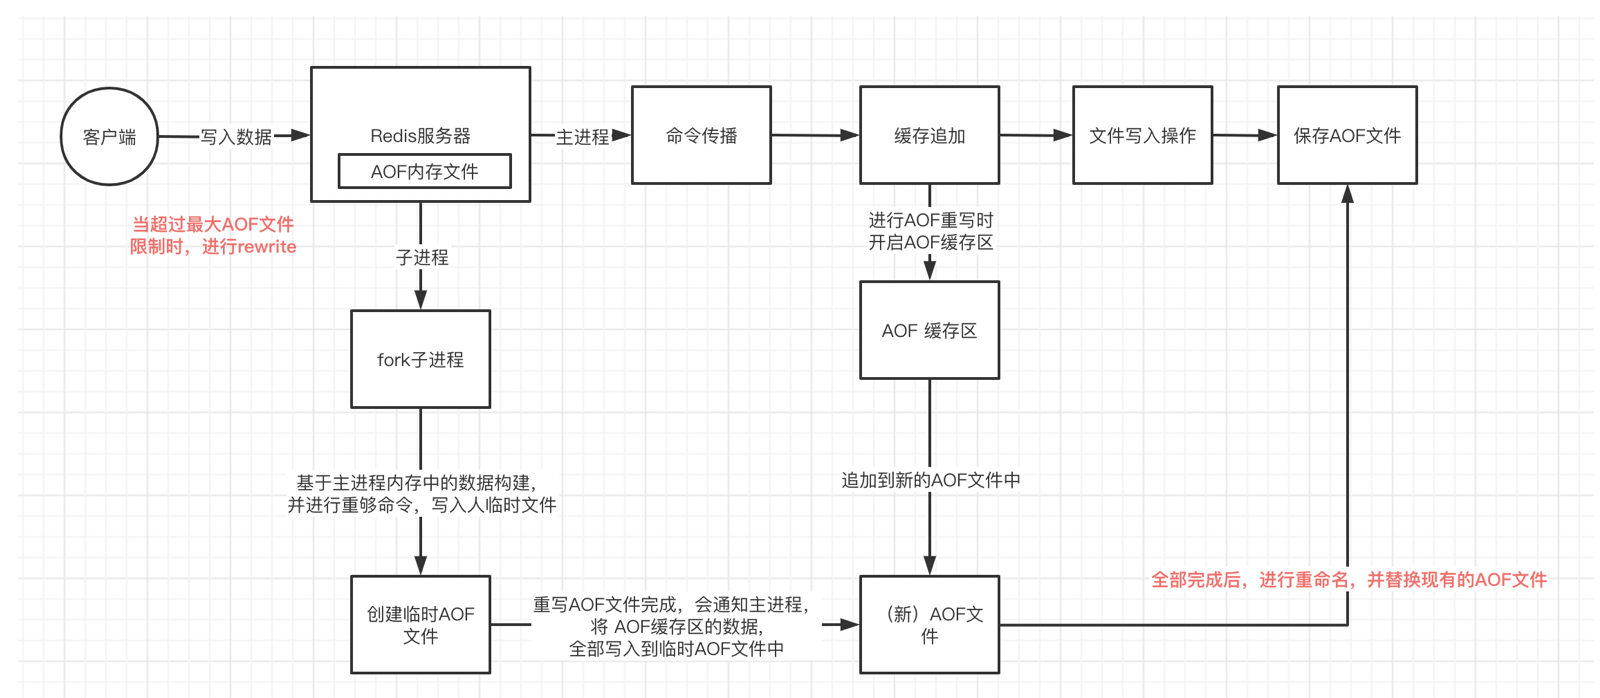 客户端
写入数据
Redis服务器
AOF内存文件
主进程
命令传播
缓存追加
文件写入操作
保存AOF文件
当超过最大AOF文件
限制时，进行rewrite
子进程
进行AOF重写时
开启AOF缓存区
fork子进程
AOF 缓存区
基于主进程内存中的数据构建，
并进行重够命令，写入人临时文件
追加到新的AOF文件中
全部完成后，进行重命名，并替换现有的AOF文件
创建临时AOF
文件
重写AOF文件完成，会通知主进程，
将 AOF缓存区的数据，
全部写入到临时AOF文件中
（新）AOF文
件